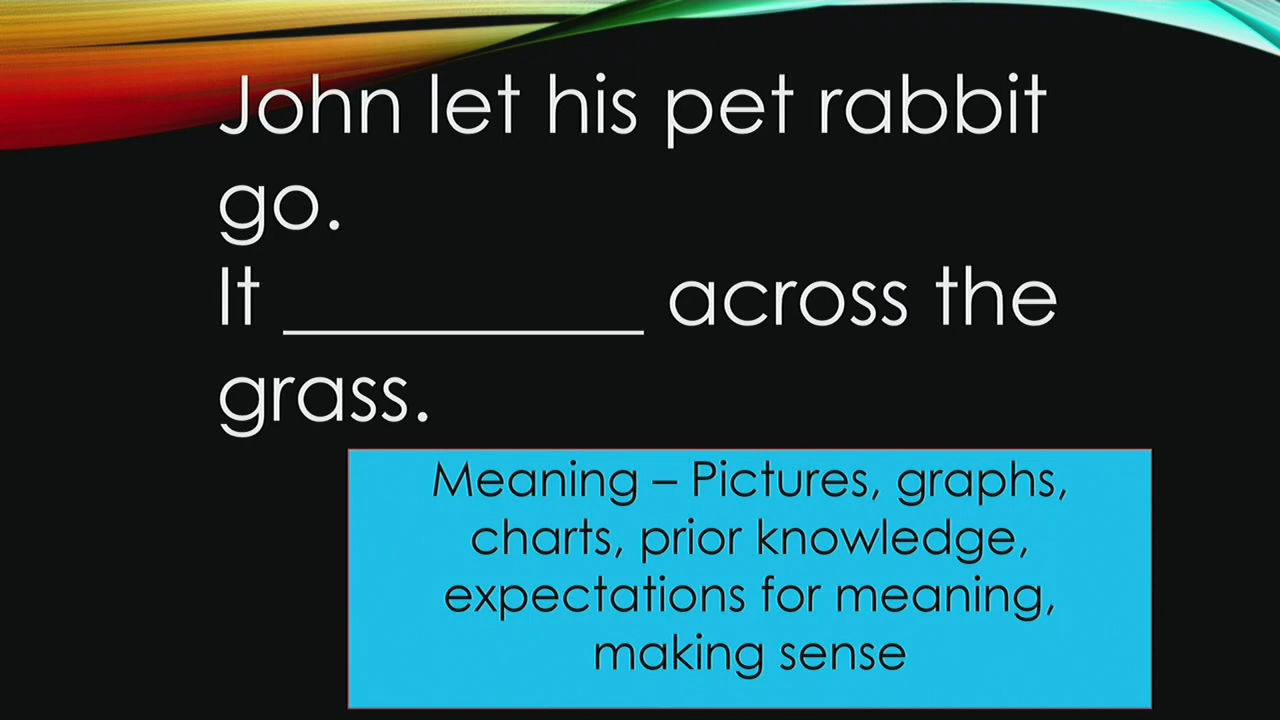 John let his pet rabbit
go.
It _________ across the
grass.
Meaning – Pictures, graphs,
charts, prior knowledge,
expectations for meaning,
making sense